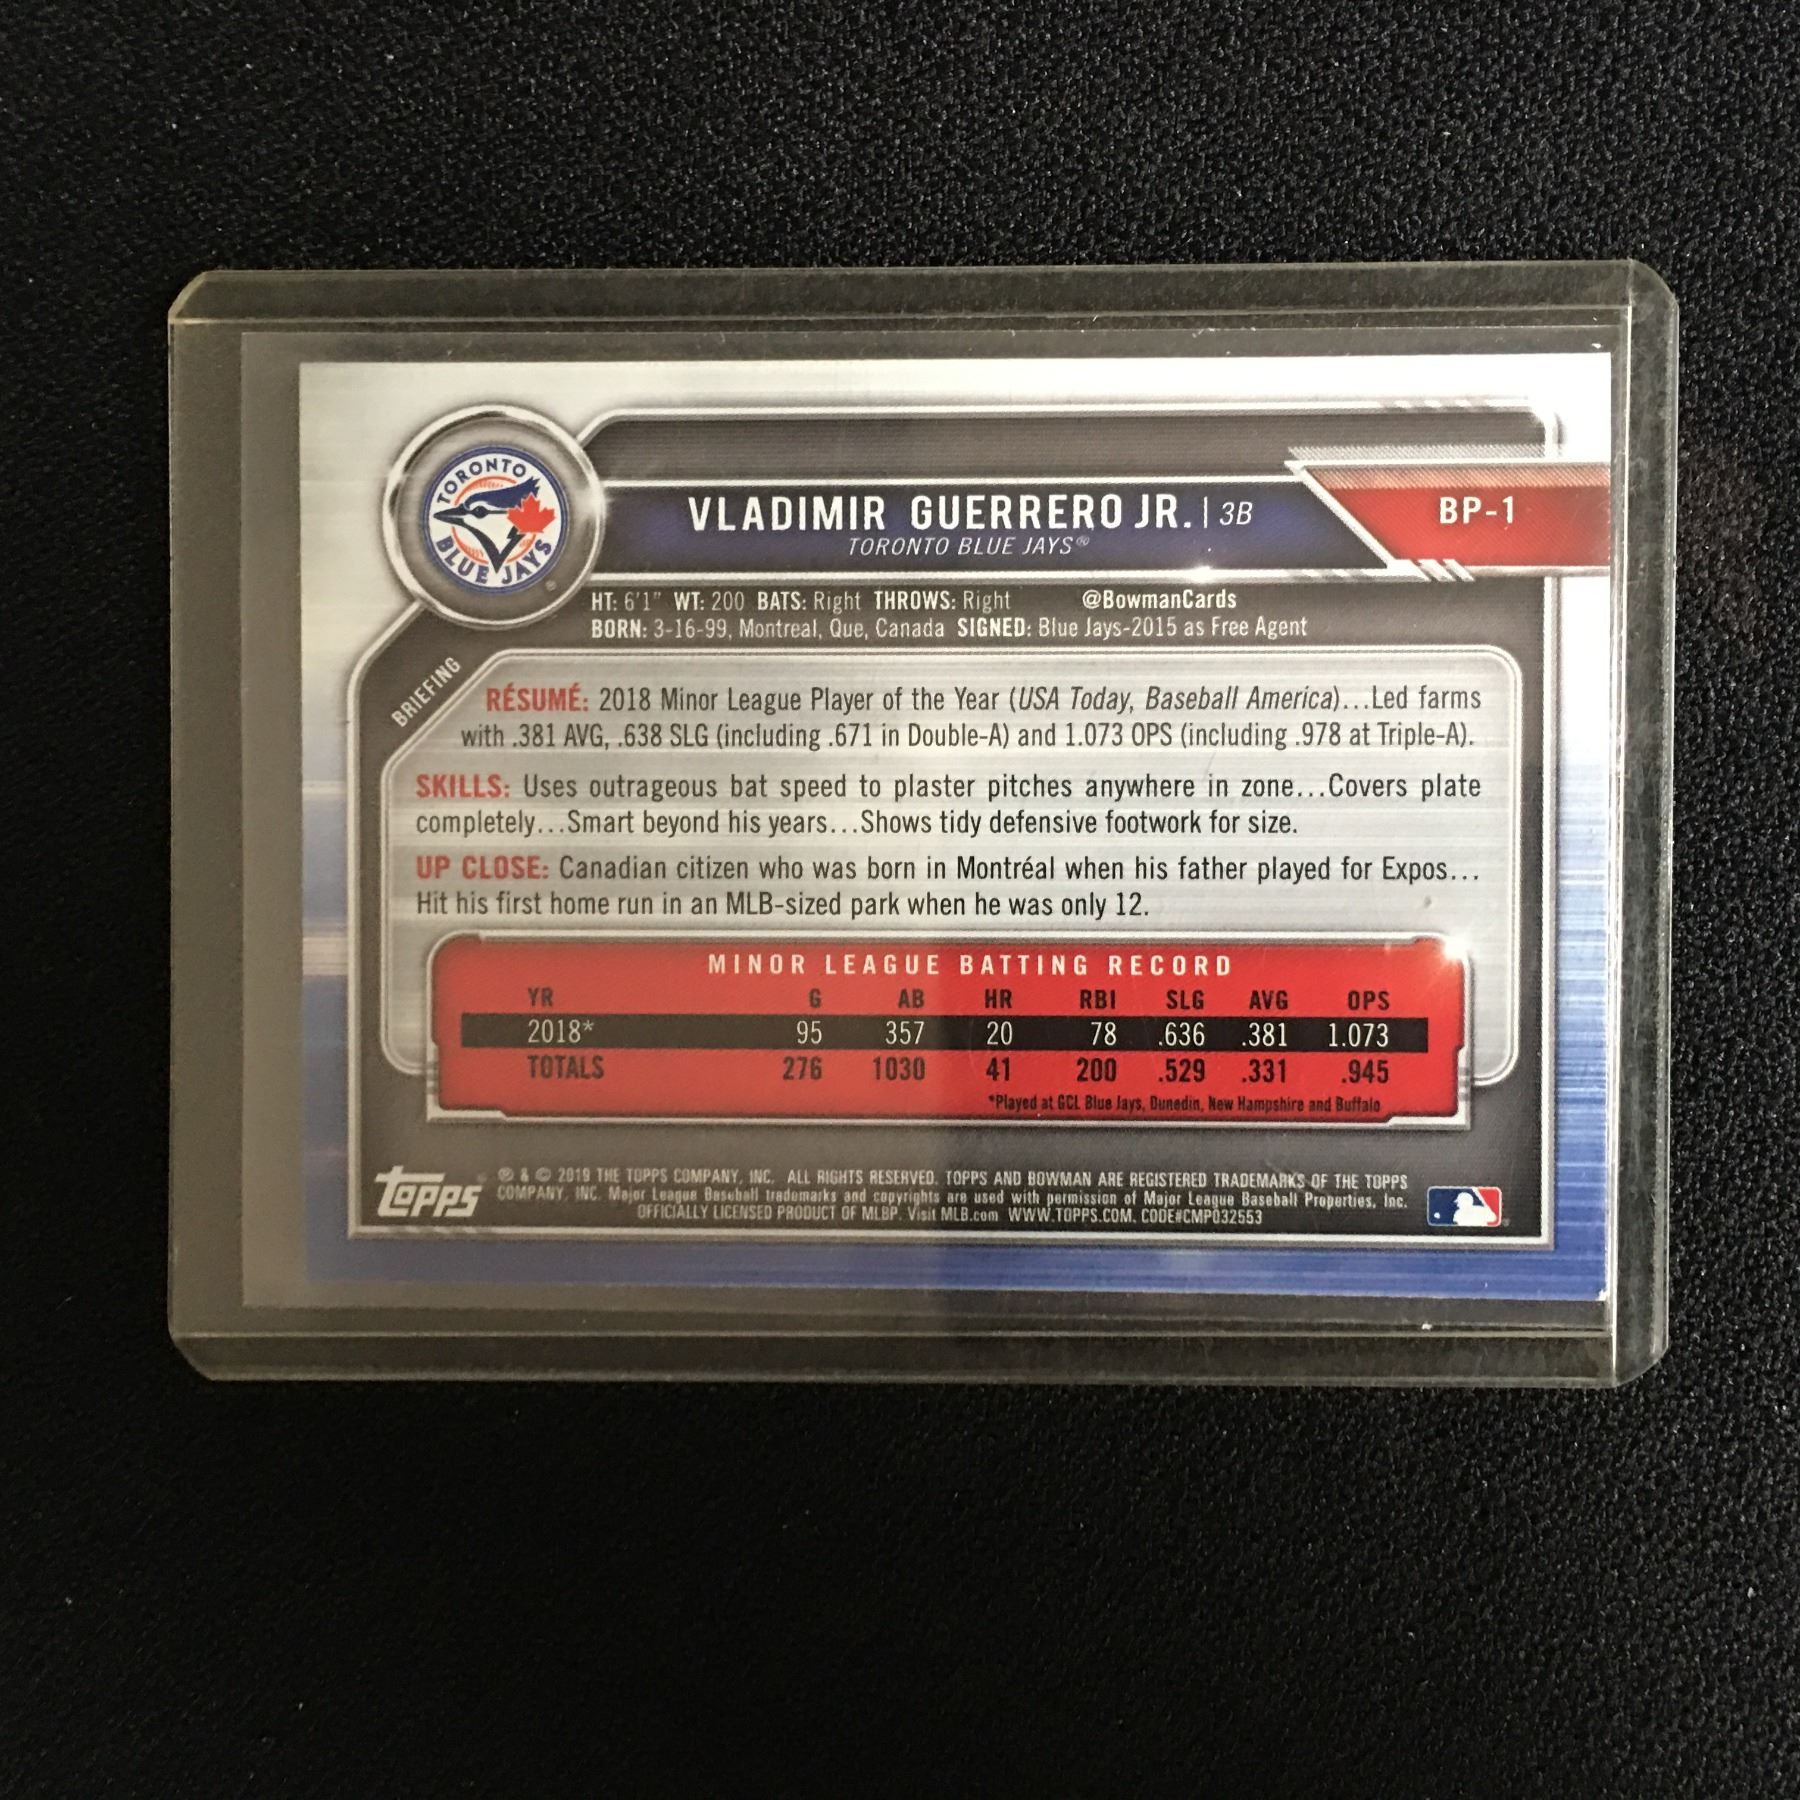 TORONTO
BLUE JAYS
VLADIMIR GUERRERO JR. | 3B
BP-1
TORONTO BLUE JAYS®
HT: 6'1" WT: 200 BATS: Right THROWS: Right @BowmanCards
BORN: 3-16-99, Montreal, Que, Canada SIGNED: Blue Jays-2015 as Free Agent
BRIEFING
RÉSUMÉ: 2018 Minor League Player of the Year (USA Today, Baseball America)...Led farms
with .381 AVG, .638 SLG (including .671 in Double-A) and 1.073 OPS (including .978 at Triple-A).
SKILLS: Uses outrageous bat speed to plaster pitches anywhere in zone...Covers plate
completely...Smart beyond his years...Shows tidy defensive footwork for size.
UP CLOSE: Canadian citizen who was born in Montréal when his father played for Expos...
Hit his first home run in an MLB-sized park when he was only 12.
MINOR LEAGUE BATTING RECORD
YR G AB HR RBI SLG AVG OPS
2018* 95 357 20 78 .636 .381 1.073
TOTALS 276 1030 41 200 .529 .331 .945
*Played at GCL Blue Jays, Dunedin, New Hampshire and Buffalo
topps
® & © 2019 THE TOPPS COMPANY, INC. ALL RIGHTS RESERVED. TOPPS AND BOWMAN ARE REGISTERED TRADEMARKS OF THE TOPPS
COMPANY, INC. Major League Baseball trademarks and copyrights are used with permission of Major League Baseball Properties, Inc.
OFFICIALLY LICENSED PRODUCT OF MLBP. Visit MLB.com WWW.TOPPS.COM. CODE#CMP032553